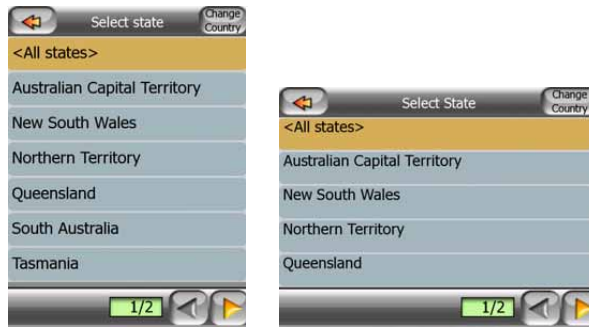 Select state
Change
Country
<All states>
Australian Capital Territory
New South Wales
Northern Territory
Queensland
South Australia
Tasmania
1/2
Select State
Change
Country
<All states>
Australian Capital Territory
New South Wales
Northern Territory
Queensland
1/2